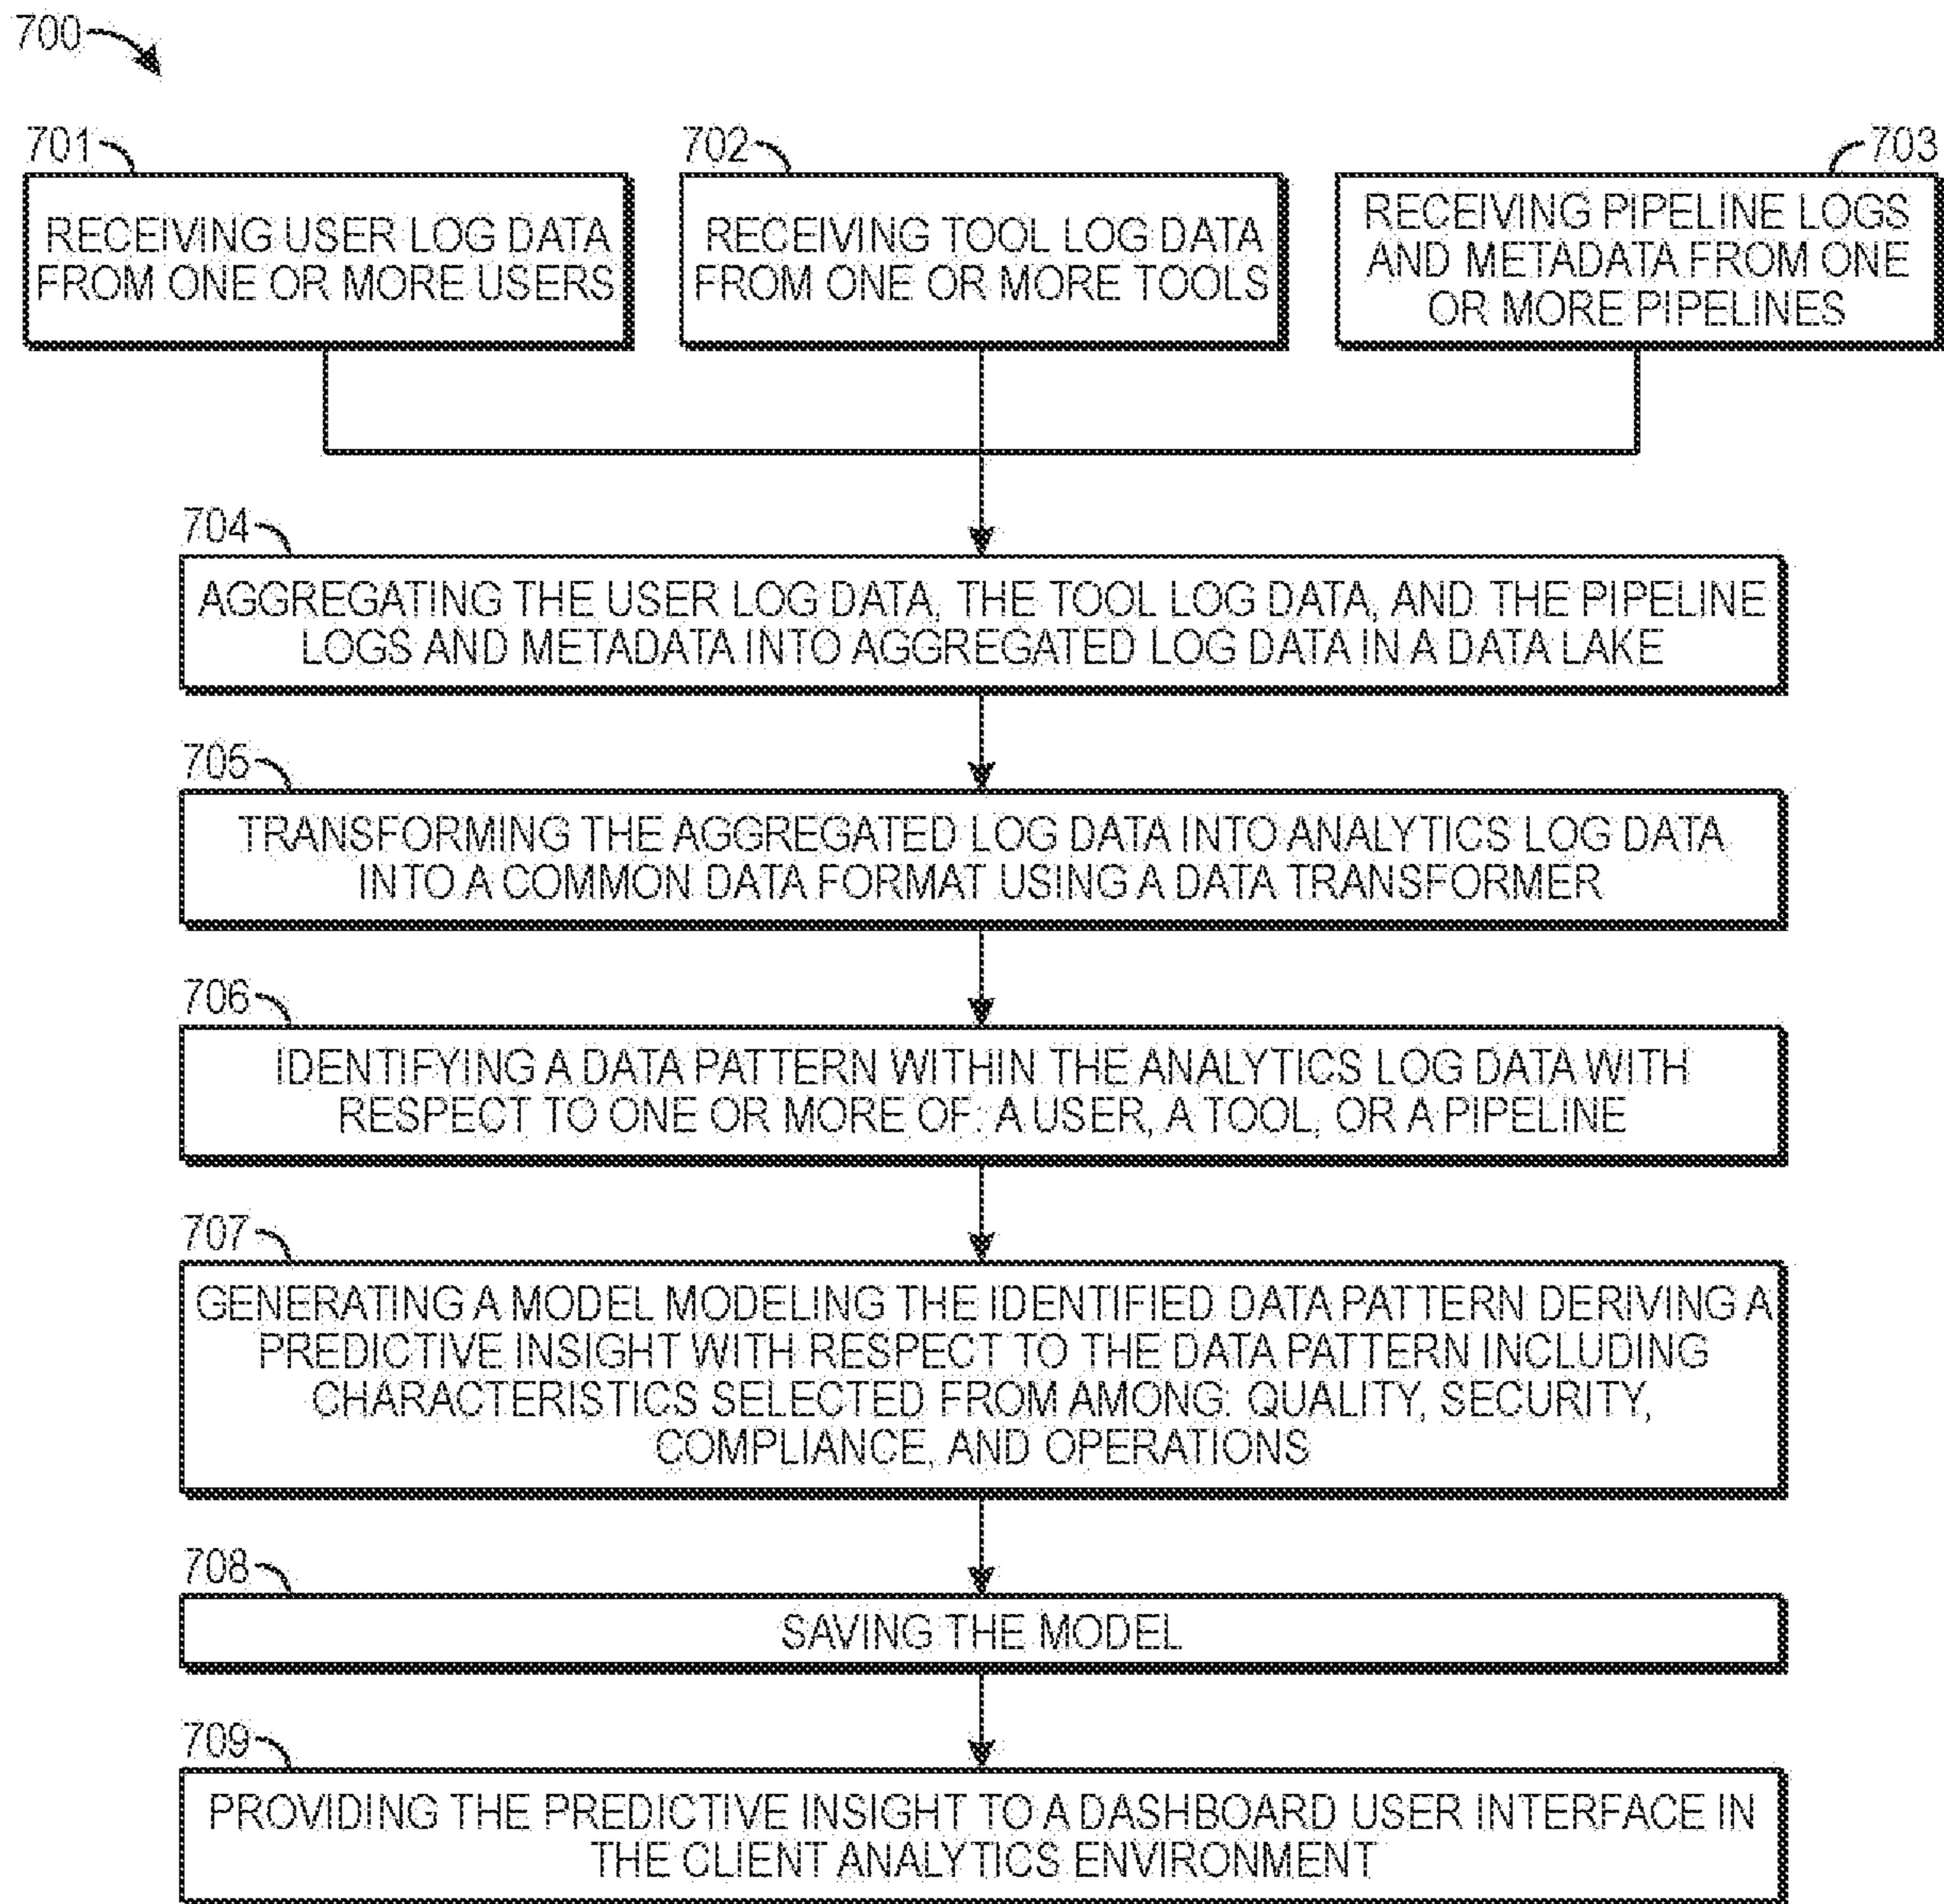 700
701
RECEIVING USER LOG DATA
FROM ONE OR MORE USERS
702
RECEIVING TOOL LOG DATA
FROM ONE OR MORE TOOLS
703
RECEIVING PIPELINE LOGS
AND METADATA FROM ONE
OR MORE PIPELINES
704
AGGREGATING THE USER LOG DATA, THE TOOL LOG DATA, AND THE PIPELINE
LOGS AND METADATA INTO AGGREGATED LOG DATA IN A DATA LAKE
705
TRANSFORMING THE AGGREGATED LOG DATA INTO ANALYTICS LOG DATA
INTO A COMMON DATA FORMAT USING A DATA TRANSFORMER
706
IDENTIFYING A DATA PATTERN WITHIN THE ANALYTICS LOG DATA WITH
RESPECT TO ONE OR MORE OF: A USER, A TOOL, OR A PIPELINE
707
GENERATING A MODEL MODELING THE IDENTIFIED DATA PATTERN DERIVING A
PREDICTIVE INSIGHT WITH RESPECT TO THE DATA PATTERN INCLUDING
CHARACTERISTICS SELECTED FROM AMONG: QUALITY, SECURITY,
COMPLIANCE, AND OPERATIONS
708
SAVING THE MODEL
709
PROVIDING THE PREDICTIVE INSIGHT TO A DASHBOARD USER INTERFACE IN
THE CLIENT ANALYTICS ENVIRONMENT